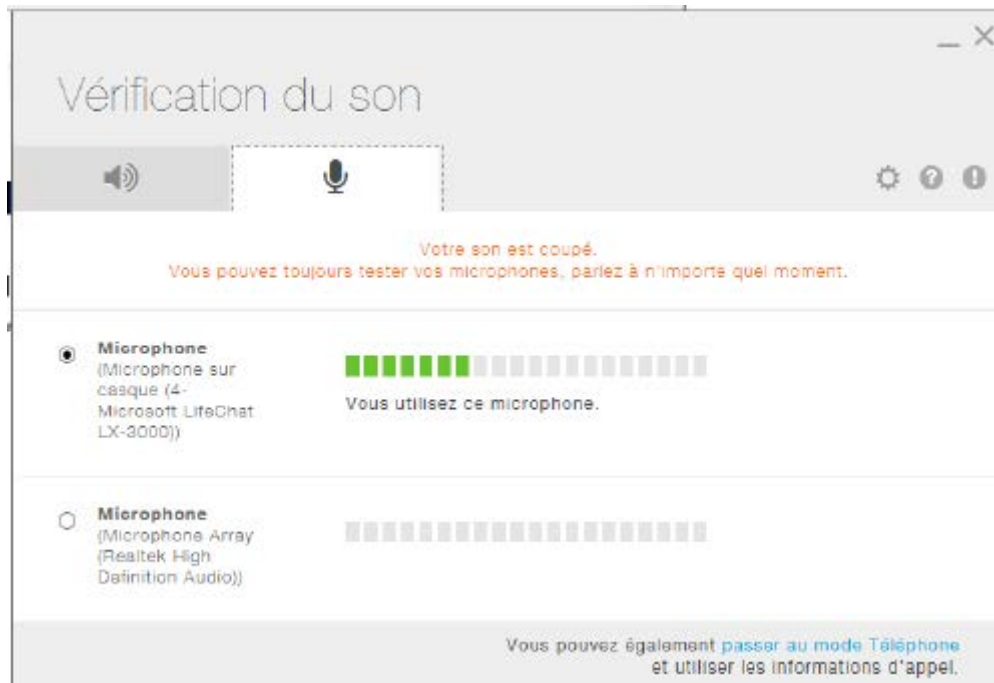 Vérification du son
Votre son est coupé.
Vous pouvez toujours tester vos microphones, parlez à n'importe quel moment.
Microphone
(Microphone sur
casque (4-
Microsoft LifeChat
LX-3000))
Vous utilisez ce microphone.
Microphone
(Microphone Array
(Realtek High
Definition Audio))
Vous pouvez également passer au mode Téléphone
et utiliser les informations d'appel.